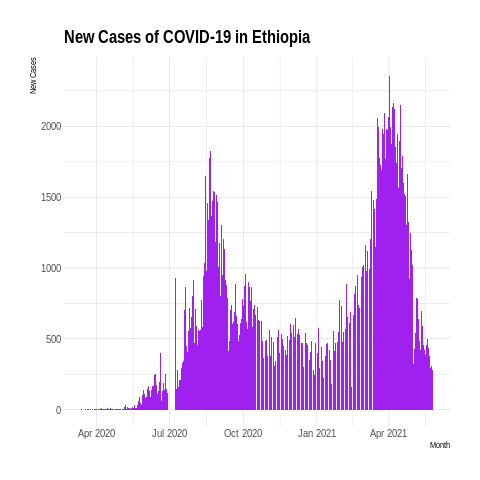 New Cases of COVID-19 in Ethiopia
New Cases
2000
1500
1000
500
0
Apr 2020 Jul 2020 Oct 2020 Jan 2021 Apr 2021
Month